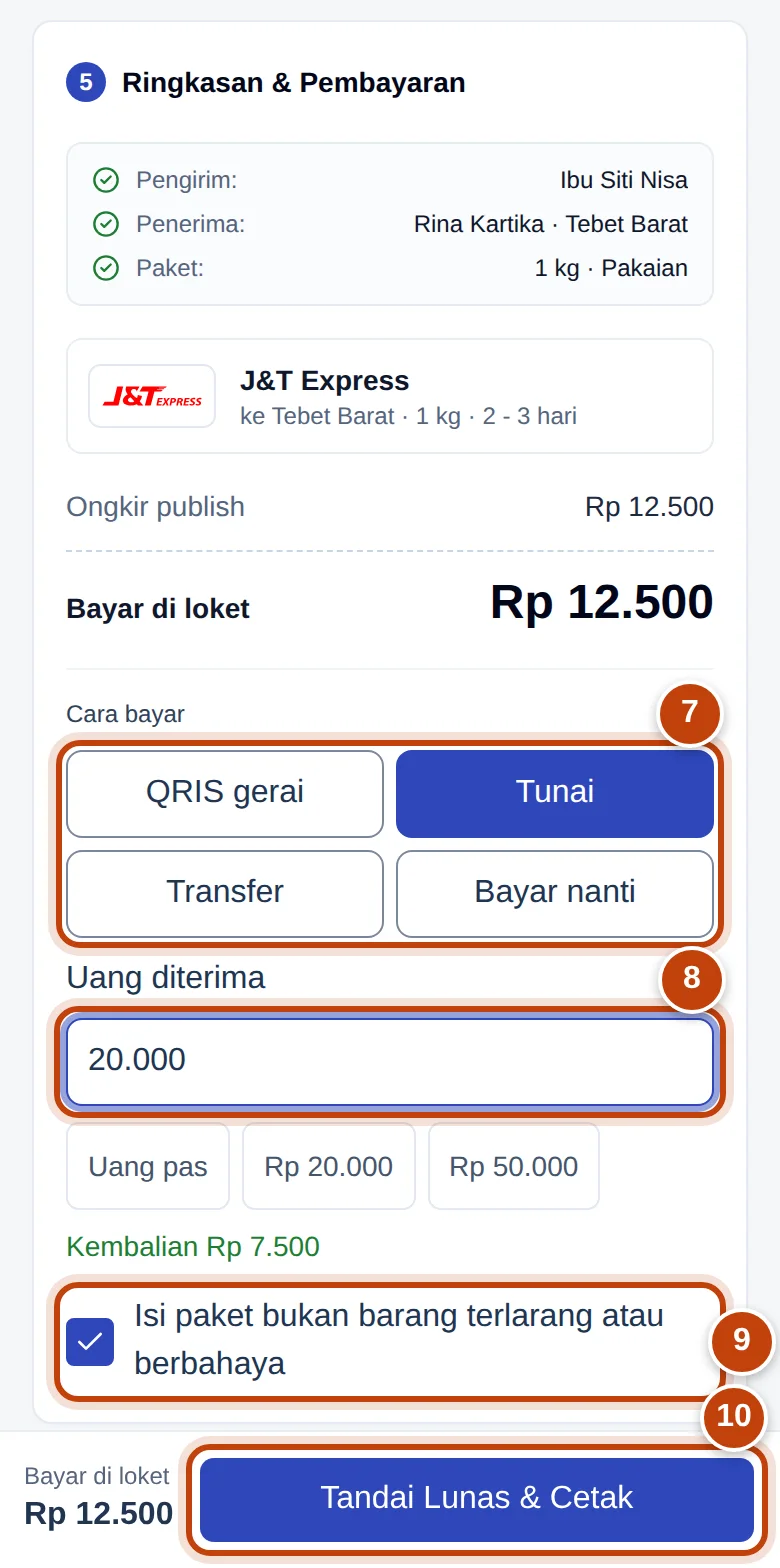 5 Ringkasan & Pembayaran
Pengirim: Ibu Siti Nisa
Penerima: Rina Kartika · Tebet Barat
Paket: 1 kg · Pakaian
J&T EXPRESS
J&T Express
ke Tebet Barat · 1 kg · 2 - 3 hari
Ongkir publish Rp 12.500
Bayar di loket Rp 12.500
Cara bayar 7
QRIS gerai Tunai
Transfer Bayar nanti
Uang diterima 8
20.000
Uang pas Rp 20.000 Rp 50.000
Kembalian Rp 7.500
Isi paket bukan barang terlarang atau
berbahaya
9
10
Bayar di loket
Rp 12.500
Tandai Lunas & Cetak